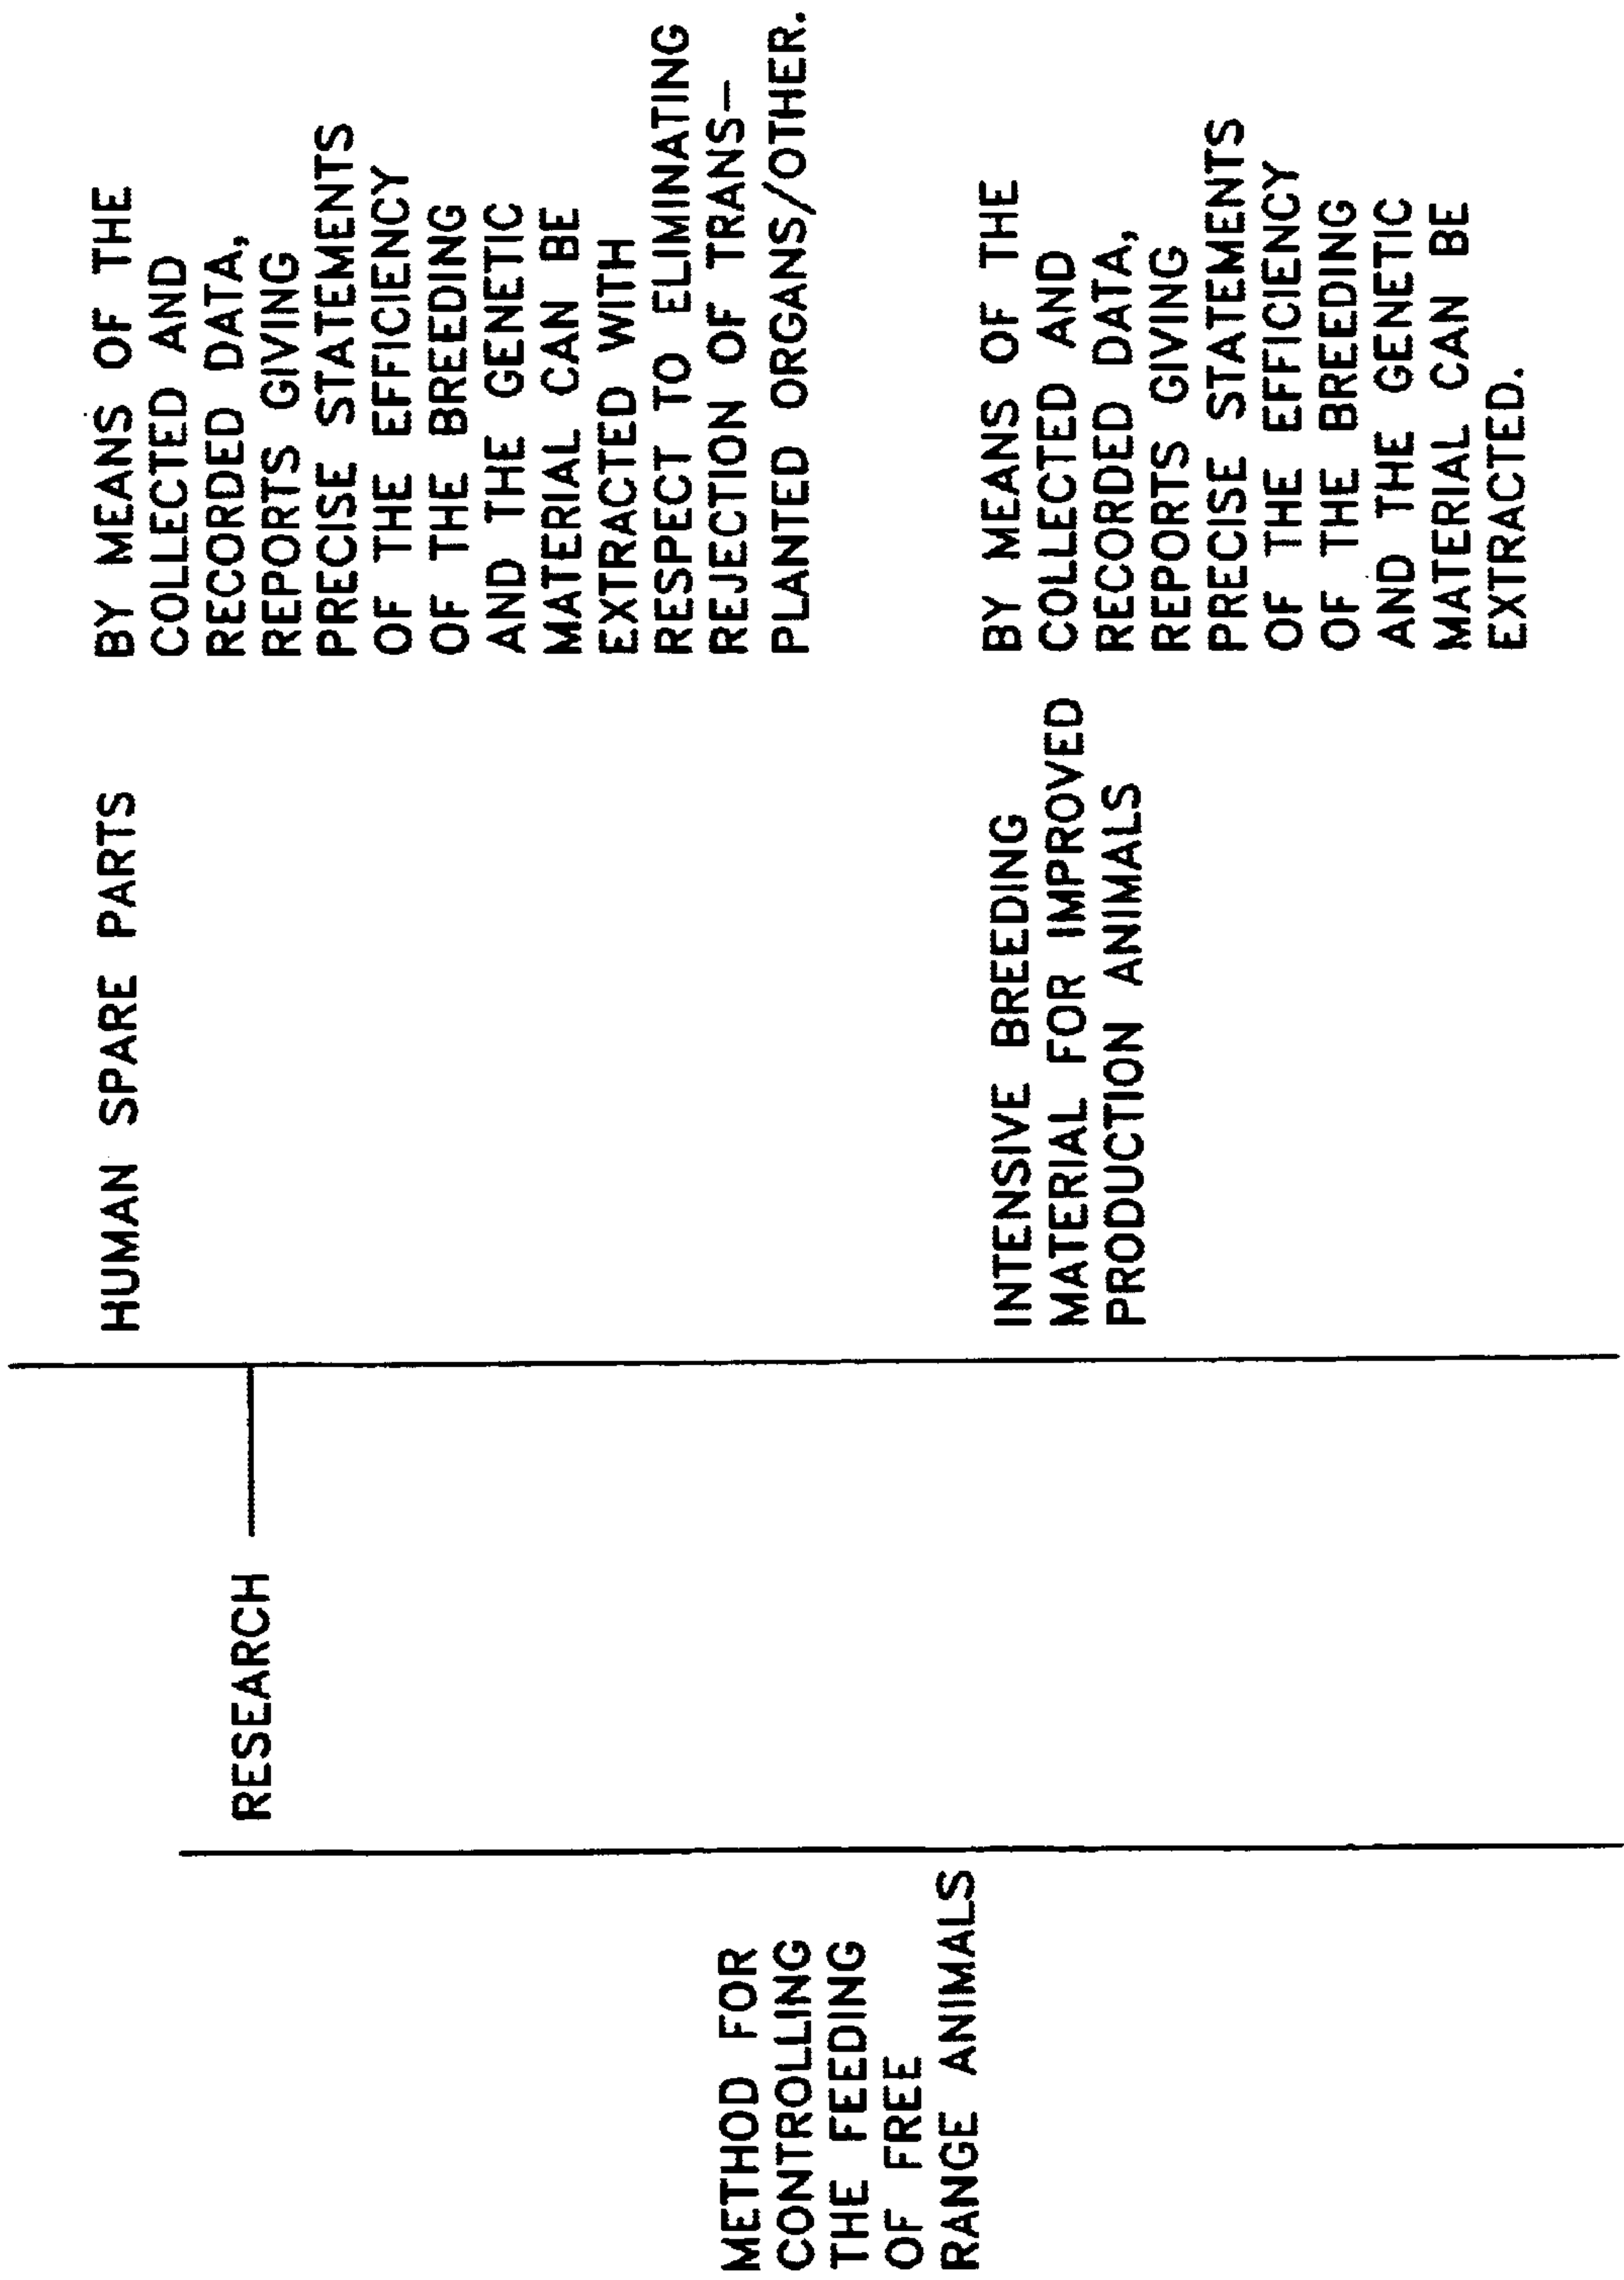 METHOD FOR
CONTROLLING
THE FEEDING
OF FREE
RANGE ANIMALS
RESEARCH
HUMAN SPARE PARTS
BY MEANS OF THE
COLLECTED AND
RECORDED DATA,
REPORTS GIVING
PRECISE STATEMENTS
OF THE EFFICIENCY
OF THE BREEDING
AND THE GENETIC
MATERIAL CAN BE
EXTRACTED WITH
RESPECT TO ELIMINATING
REJECTION OF TRANS-
PLANTED ORGANS/OTHER.
INTENSIVE BREEDING
MATERIAL FOR IMPROVED
PRODUCTION ANIMALS
BY MEANS OF THE
COLLECTED AND
RECORDED DATA,
REPORTS GIVING
PRECISE STATEMENTS
OF THE EFFICIENCY
OF THE BREEDING
AND THE GENETIC
MATERIAL CAN BE
EXTRACTED.